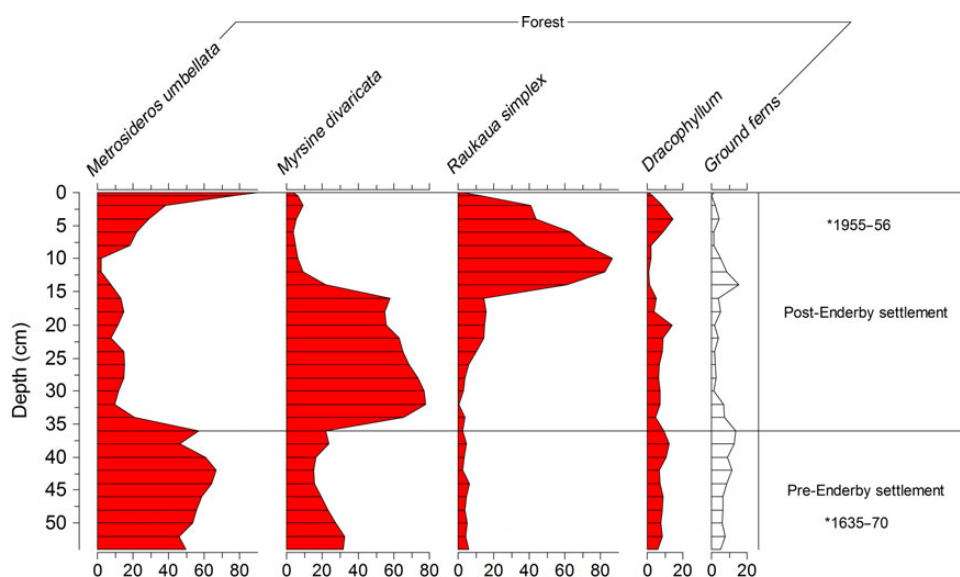 Forest
Metrosideros umbellata
Myrsine divaricata
Raukaua simplex
Dracophyllum
Ground ferns
Depth (cm)
0
5
10
15
20
25
30
35
40
45
50
*1955–56
Post-Enderby settlement
Pre-Enderby settlement
*1635–70
0 20 40 60 80 0 20 40 60 80 0 20 40 60 80 0 20 0 20